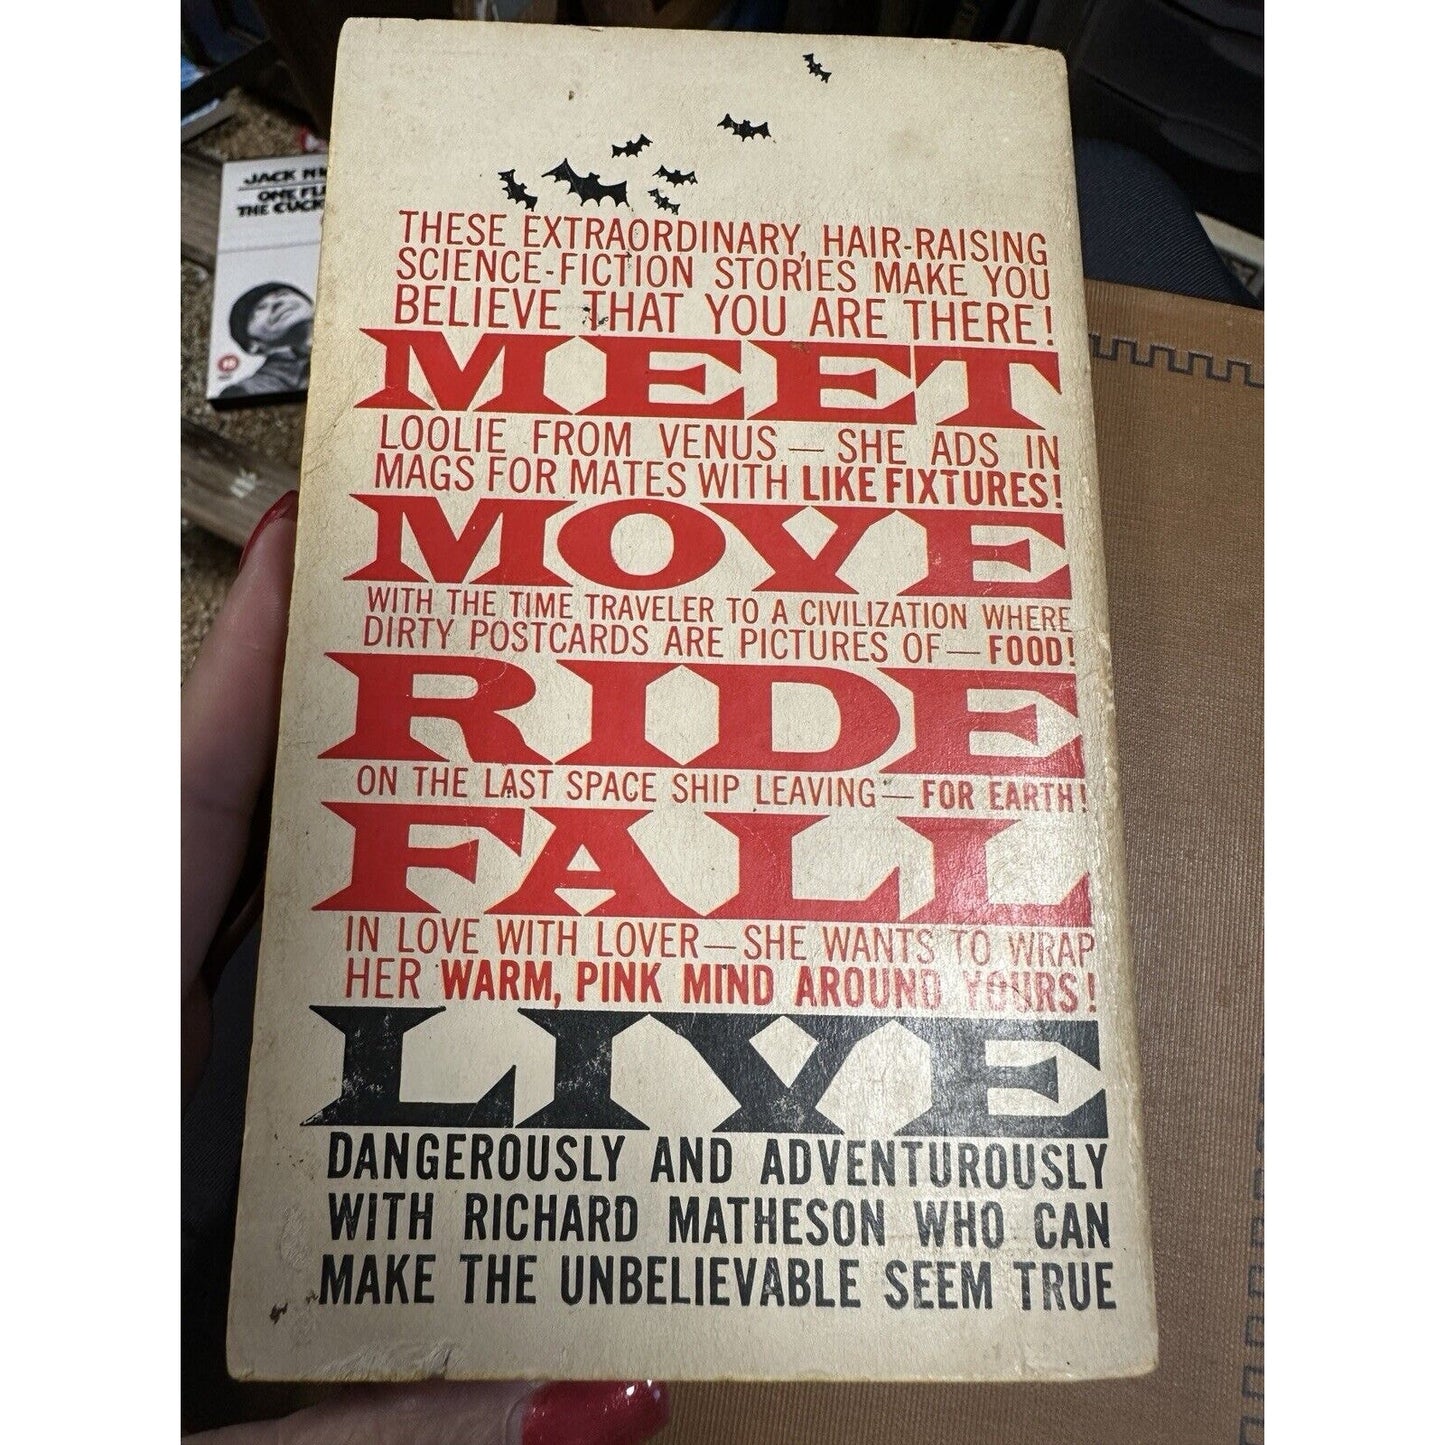 JACK
THE
THESE EXTRAORDINARY, HAIR-RAISING
SCIENCE-FICTION STORIES MAKE YOU
BELIEVE THAT YOU ARE THERE!
MEET
LOOLIE FROM VENUS — SHE ADS IN
MAGS FOR MATES WITH LIKE FIXTURES!
MOVE
WITH THE TIME TRAVELER TO A CIVILIZATION WHERE
DIRTY POSTCARDS ARE PICTURES OF — FOOD!
RIDE
ON THE LAST SPACE SHIP LEAVING — FOR EARTH!
FALL
IN LOVE WITH LOVER — SHE WANTS TO WRAP
HER WARM, PINK MIND AROUND YOURS!
LIVE
DANGEROUSLY AND ADVENTUROUSLY
WITH RICHARD MATHESON WHO CAN
MAKE THE UNBELIEVABLE SEEM TRUE